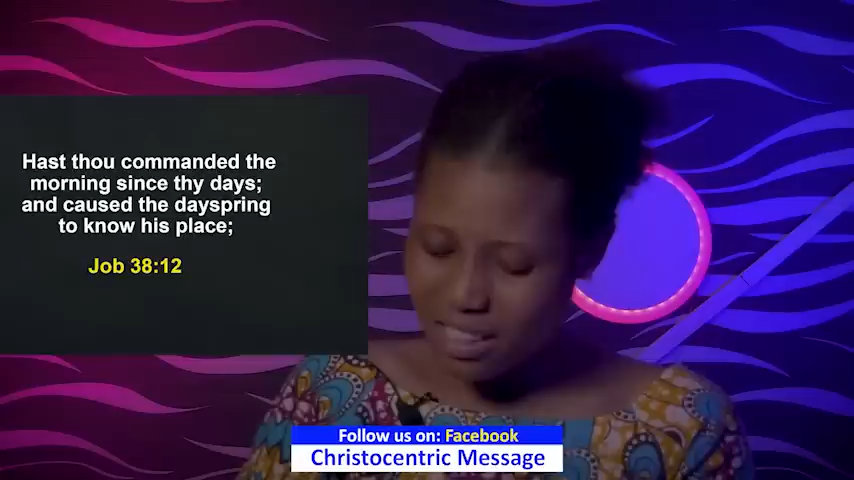 Hast thou commanded the
morning since thy days;
and caused the dayspring
to know his place;
Job 38:12
Follow us on: Facebook
Christocentric Message